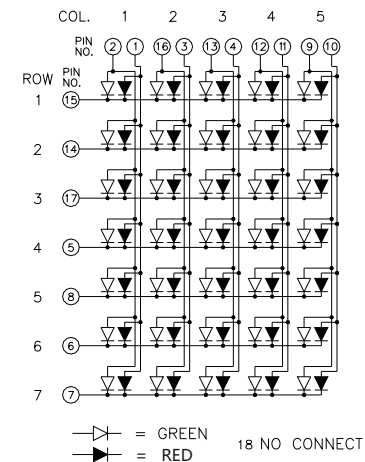 COL. 1 2 3 4 5
PIN NO. 2 1 16 3 13 4 12 11 9 10
ROW PIN NO.
1 15
2 14
3 17
4 5
5 8
6 6
7 7
= GREEN
= RED
18 NO CONNECT